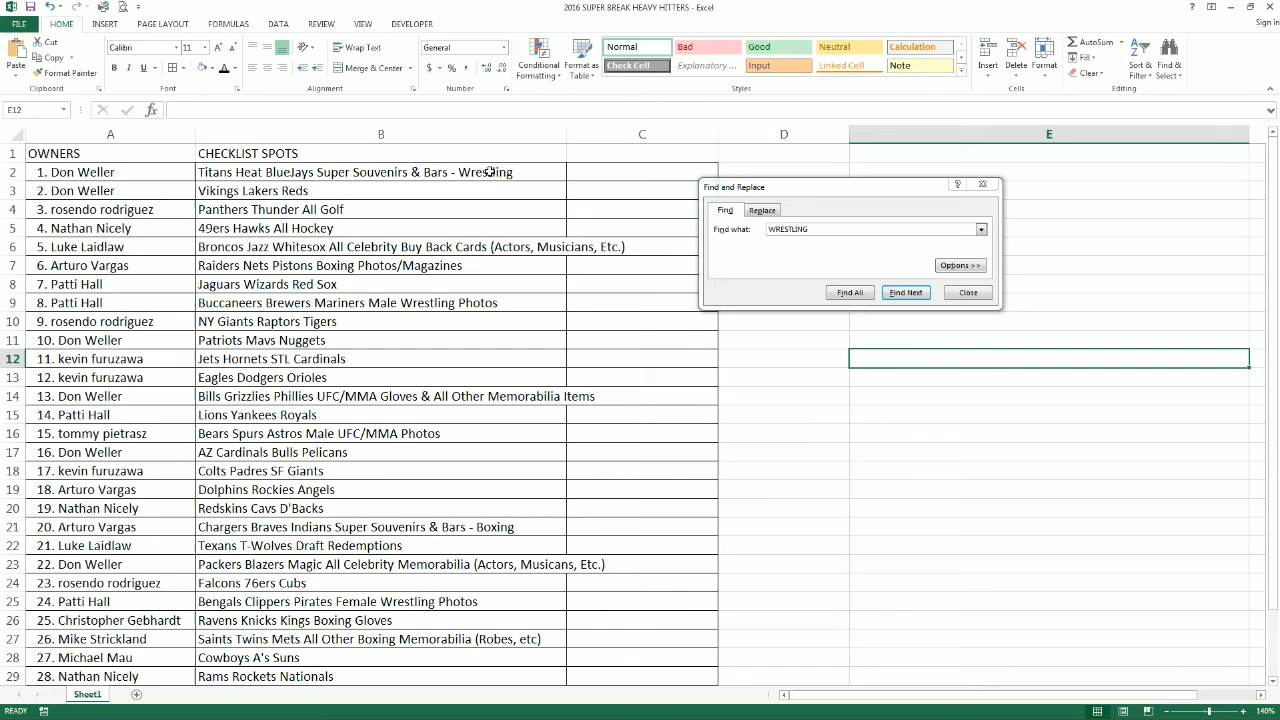 2016 SUPER BREAK HEAVY HITTERS - Excel
Sign in
FILE HOME INSERT PAGE LAYOUT FORMULAS DATA REVIEW VIEW DEVELOPER
Paste
Cut
Copy
Format Painter
Clipboard
Calibri 11
B I U
Font
Wrap Text
Merge & Center
Alignment
General
$ % ,
Number
Conditional Formatting
Format as Table
Normal Bad Good Neutral Calculation
Check Cell Explanatory ... Input Linked Cell Note
Styles
Insert Delete Format
Cells
AutoSum
Fill
Clear
Sort & Filter
Find & Select
Editing
E12
fx
A B C D E
1 OWNERS CHECKLIST SPOTS
2 1. Don Weller Titans Heat BlueJays Super Souvenirs & Bars - Wrestling
3 2. Don Weller Vikings Lakers Reds
4 3. rosendo rodriguez Panthers Thunder All Golf
5 4. Nathan Nicely 49ers Hawks All Hockey
6 5. Luke Laidlaw Broncos Jazz Whitesox All Celebrity Buy Back Cards (Actors, Musicians, Etc.)
7 6. Arturo Vargas Raiders Nets Pistons Boxing Photos/Magazines
8 7. Patti Hall Jaguars Wizards Red Sox
9 8. Patti Hall Buccaneers Brewers Mariners Male Wrestling Photos
10 9. rosendo rodriguez NY Giants Raptors Tigers
11 10. Don Weller Patriots Mavs Nuggets
12 11. kevin furuzawa Jets Hornets STL Cardinals
13 12. kevin furuzawa Eagles Dodgers Orioles
14 13. Don Weller Bills Grizzlies Phillies UFC/MMA Gloves & All Other Memorabilia Items
15 14. Patti Hall Lions Yankees Royals
16 15. tommy pietrasz Bears Spurs Astros Male UFC/MMA Photos
17 16. Don Weller AZ Cardinals Bulls Pelicans
18 17. kevin furuzawa Colts Padres SF Giants
19 18. Arturo Vargas Dolphins Rockies Angels
20 19. Nathan Nicely Redskins Cavs D'Backs
21 20. Arturo Vargas Chargers Braves Indians Super Souvenirs & Bars - Boxing
22 21. Luke Laidlaw Texans T-Wolves Draft Redemptions
23 22. Don Weller Packers Blazers Magic All Celebrity Memorabilia (Actors, Musicans, Etc.)
24 23. rosendo rodriguez Falcons 76ers Cubs
25 24. Patti Hall Bengals Clippers Pirates Female Wrestling Photos
26 25. Christopher Gebhardt Ravens Knicks Kings Boxing Gloves
27 26. Mike Strickland Saints Twins Mets All Other Boxing Memorabilia (Robes, etc)
28 27. Michael Mau Cowboys A's Suns
29 28. Nathan Nicely Rams Rockets Nationals
Find and Replace
Find Replace
Find what: WRESTLING
Options >>
Find All Find Next Close
Sheet1
READY
140%